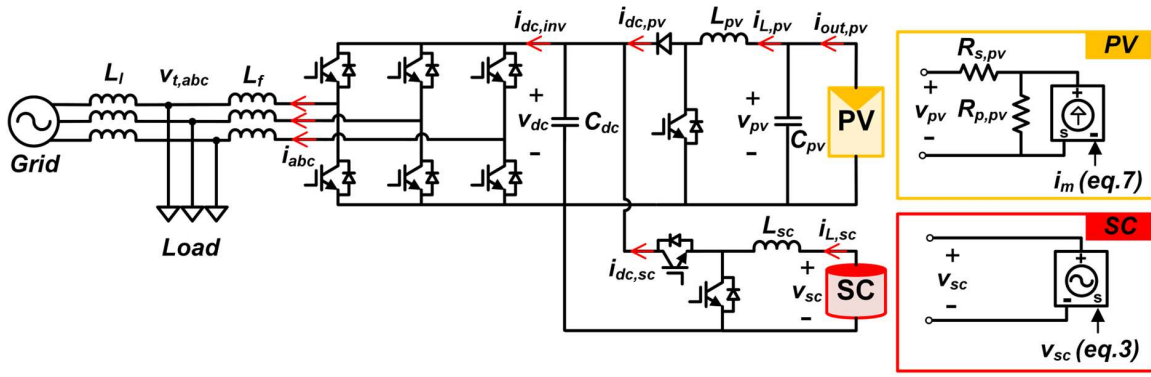 i_dc,inv
i_dc,pv
L_pv
i_L,pv
i_out,pv
PV
R_s,pv
L_l
v_t,abc
L_f
+
v_dc
-
C_dc
+
v_pv
-
C_pv
PV
+
v_pv
-
R_p,pv
+
s
-
Grid
i_abc
i_m (eq.7)
Load
L_sc
i_L,sc
SC
i_dc,sc
+
v_sc
-
SC
+
v_sc
-
+
-
s
v_sc (eq.3)